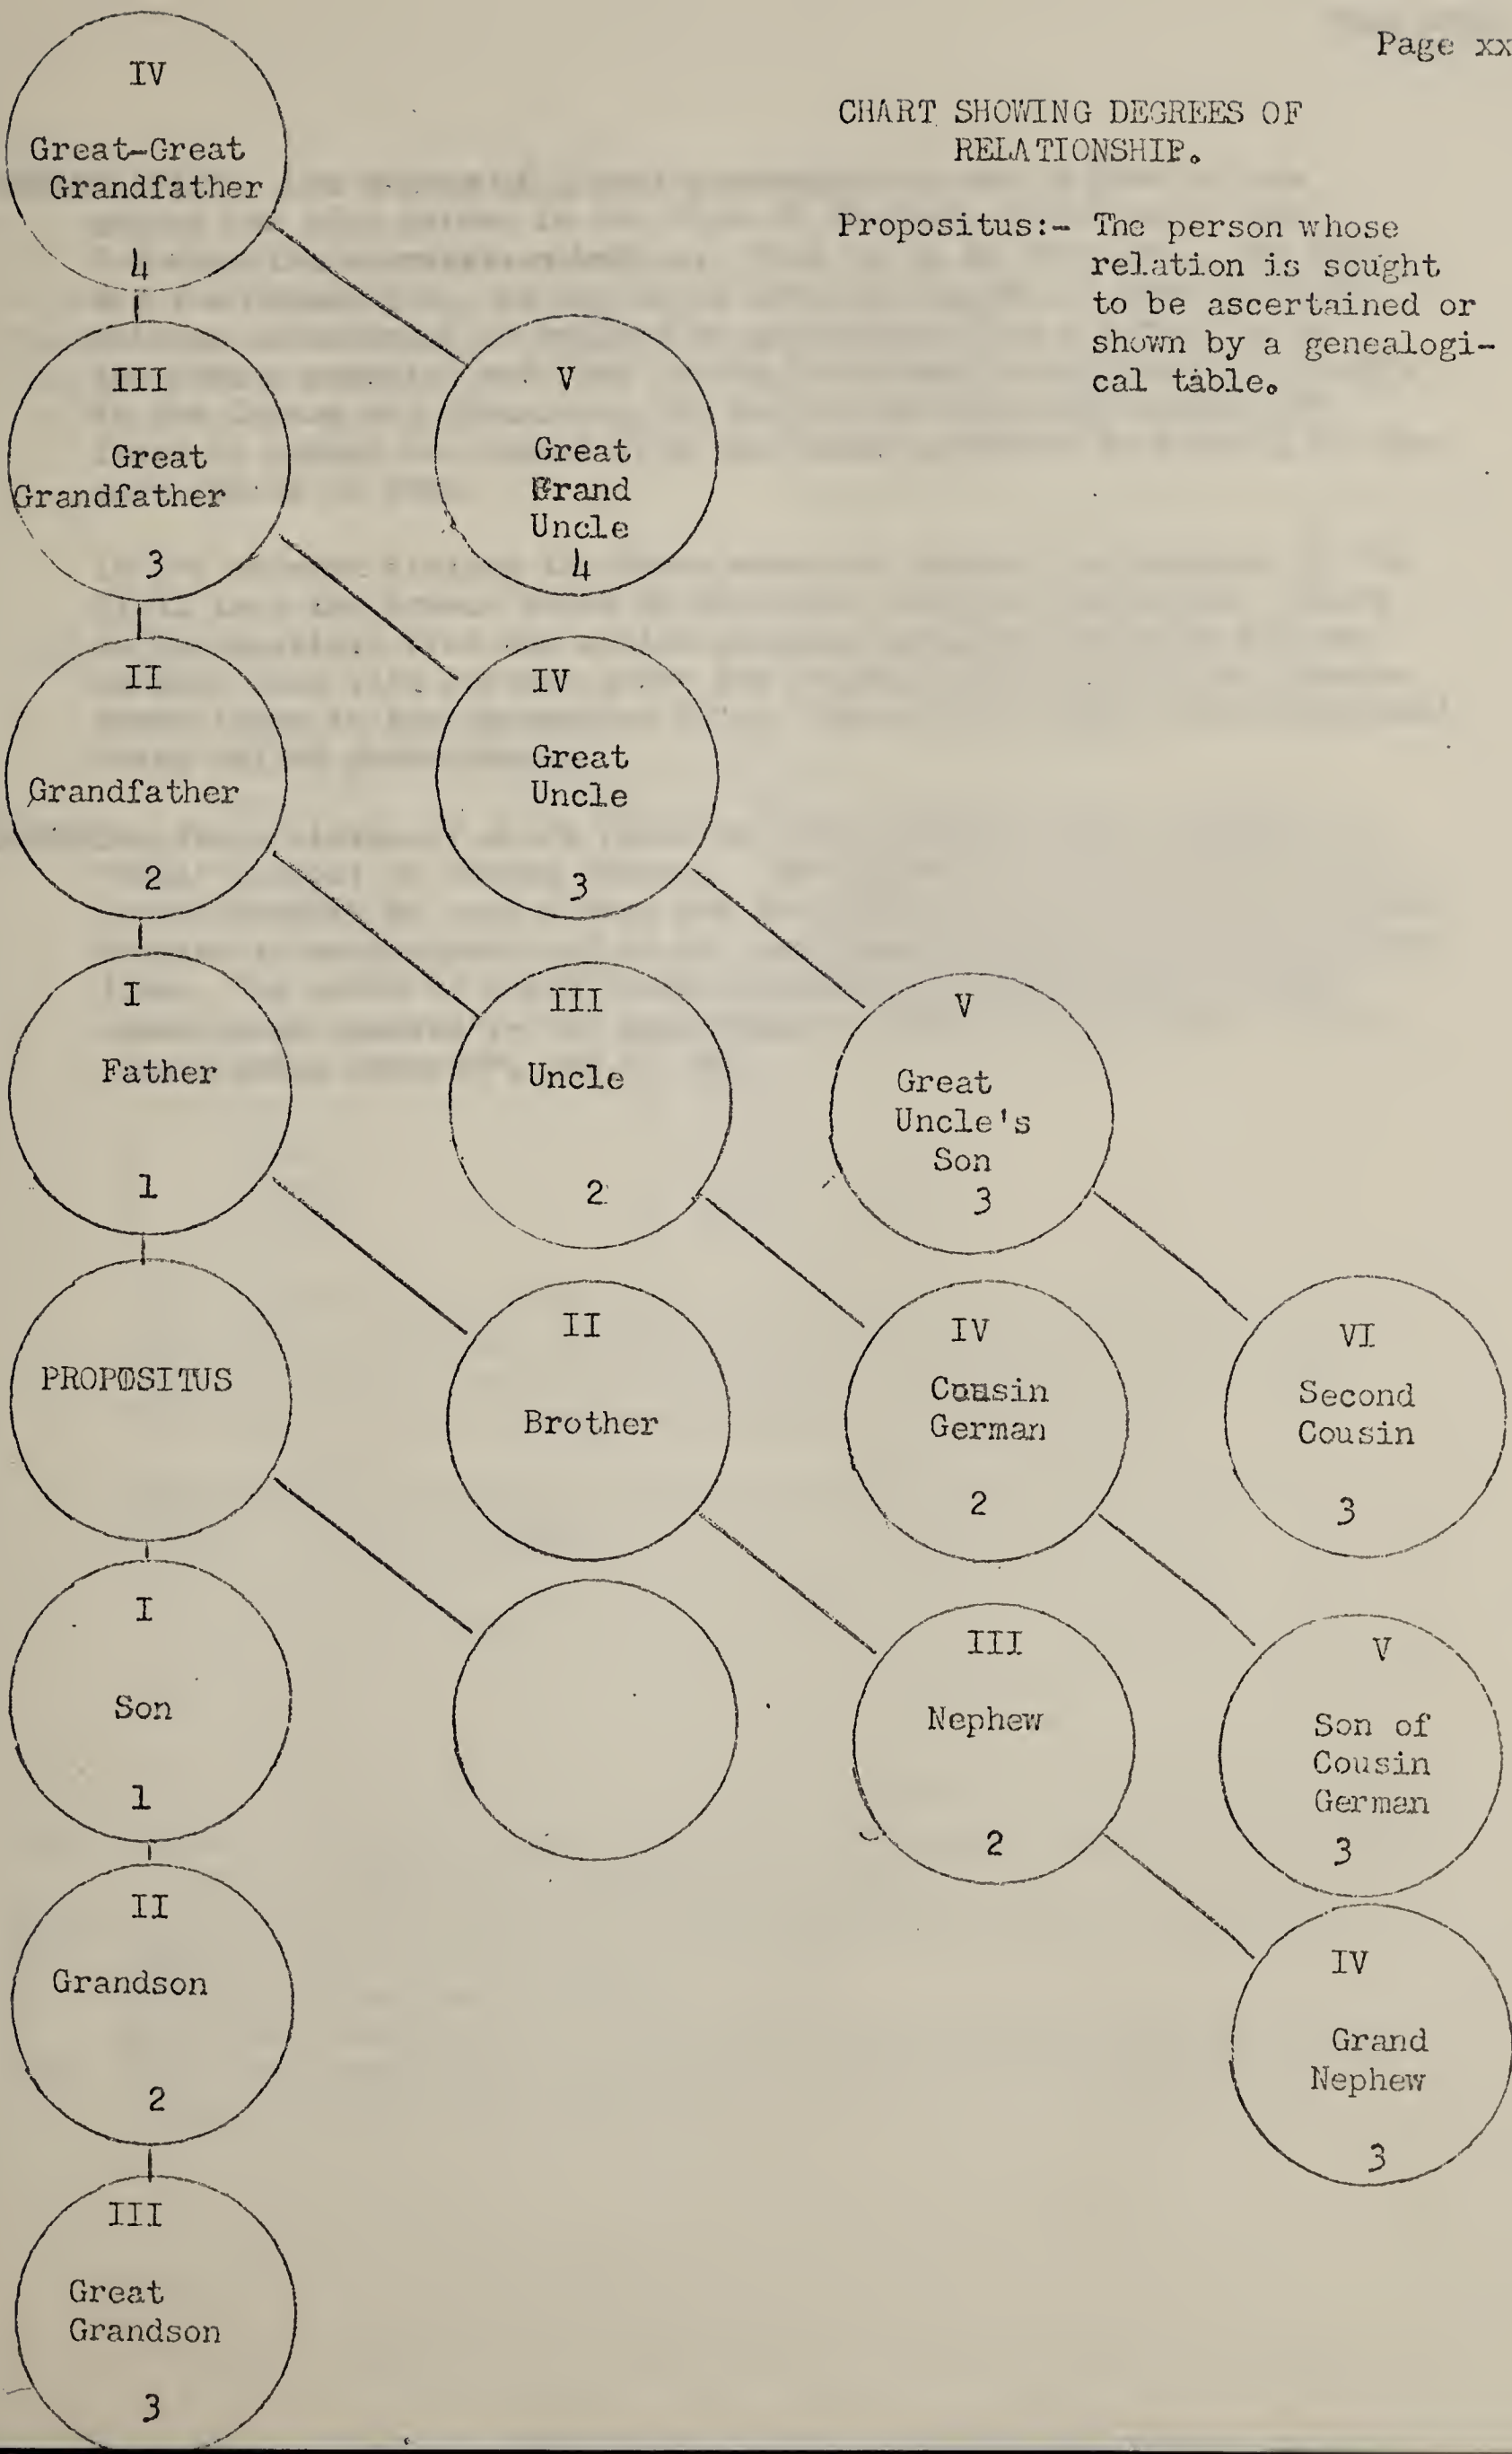 Page xx
CHART SHOWING DEGREES OF
RELATIONSHIP.
Propositus:- The person whose
relation is sought
to be ascertained or
shown by a genealogi-
cal table.
IV
Great-Great
Grandfather
4
III
Great
Grandfather
3
V
Great
Grand
Uncle
4
II
Grandfather
2
IV
Great
Uncle
3
I
Father
1
III
Uncle
2
V
Great
Uncle's
Son
3
PROPOSITUS
II
Brother
IV
Cousin
German
2
VI
Second
Cousin
3
I
Son
1
III
Nephew
2
V
Son of
Cousin
German
3
II
Grandson
2
IV
Grand
Nephew
3
III
Great
Grandson
3